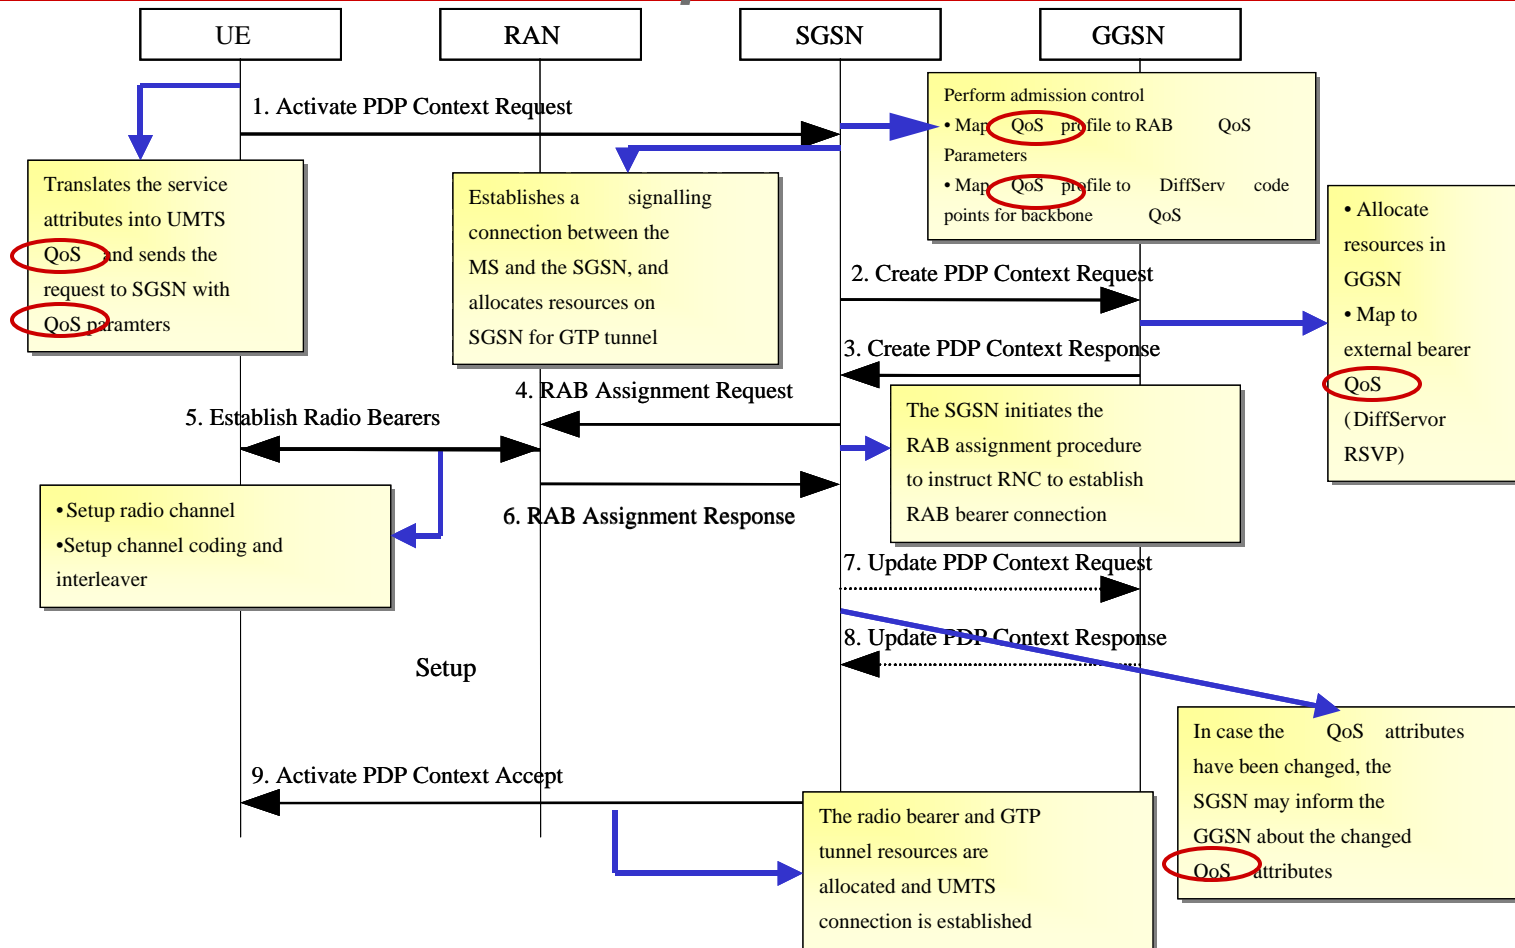 UE
RAN
SGSN
GGSN
1. Activate PDP Context Request
Perform admission control
• Map QoS profile to RAB QoS
Parameters
• Map QoS profile to DiffServ code
points for backbone QoS
Translates the service
attributes into UMTS
QoS and sends the
request to SGSN with
QoS paramters
Establishes a signalling
connection between the
MS and the SGSN, and
allocates resources on
SGSN for GTP tunnel
• Allocate
resources in
GGSN
• Map to
external bearer
QoS
(DiffServor
RSVP)
2. Create PDP Context Request
3. Create PDP Context Response
4. RAB Assignment Request
5. Establish Radio Bearers
The SGSN initiates the
RAB assignment procedure
to instruct RNC to establish
RAB bearer connection
6. RAB Assignment Response
•Setup radio channel
•Setup channel coding and
interleaver
7. Update PDP Context Request
8. Update PDP Context Response
Setup
In case the QoS attributes
have been changed, the
SGSN may inform the
GGSN about the changed
QoS attributes
9. Activate PDP Context Accept
The radio bearer and GTP
tunnel resources are
allocated and UMTS
connection is established